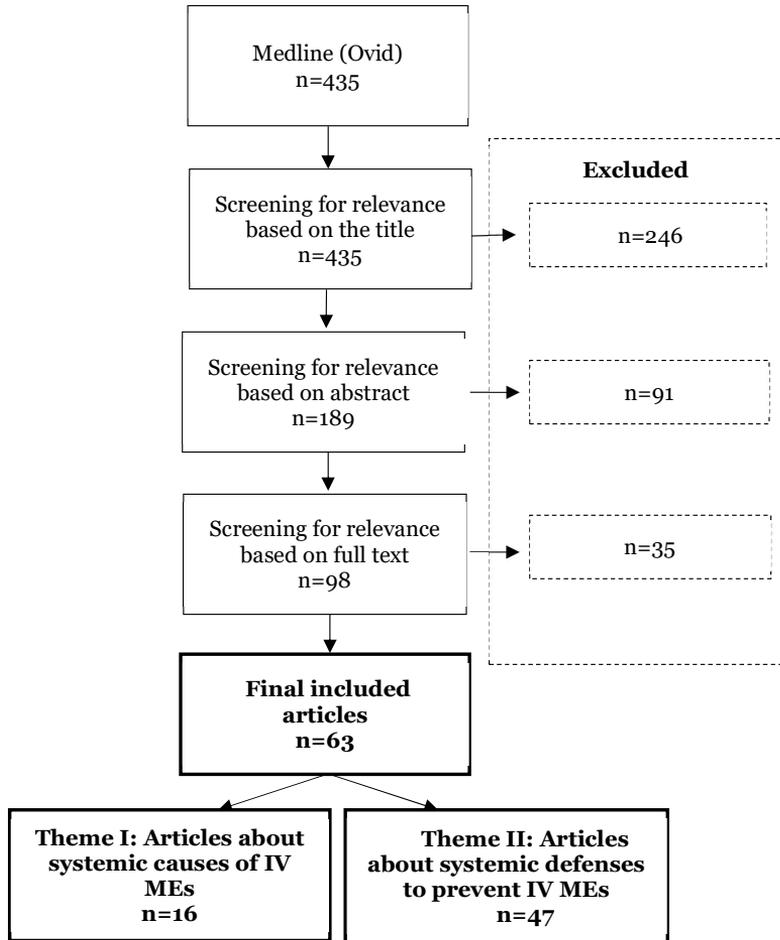 Medline (Ovid)
n=435
Screening for relevance
based on the title
n=435
Excluded
n=246
Screening for relevance
based on abstract
n=189
n=91
Screening for relevance
based on full text
n=98
n=35
Final included
articles
n=63
Theme I: Articles about
systemic causes of IV
MEs
n=16
Theme II: Articles
about systemic defenses
to prevent IV MEs
n=47